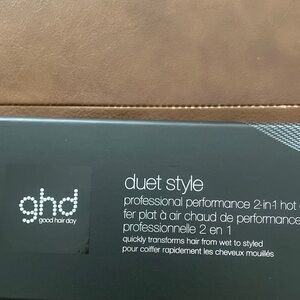 ghd
good hair day
duet style
professional performance 2-in-1 hot
fer plat à air chaud de performance
professionnelle 2 en 1
quickly transforms hair from wet to styled
pour coiffer rapidement les cheveux mouillés